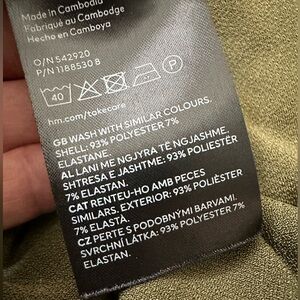 Made in Cambodia
Fabriqué au Cambodge
Hecho en Camboya
O/N 542920
P/N 1188530 B
40
P
hm.com/takecare
GB WASH WITH SIMILAR COLOURS.
SHELL: 93% POLYESTER 7%
ELASTANE.
AL LANI ME NGJYRA TË NGJASHME.
SHTRESA E JASHTME: 93% POLIESTËR
7% ELASTAN.
CAT RENTEU-HO AMB PECES
SIMILARS. EXTERIOR: 93% POLIÈSTER
7% ELASTÀ.
CZ PERTE S PODOBNÝMI BARVAMI.
SVRCHNÍ LÁTKA: 93% POLYESTER 7%
ELASTAN.